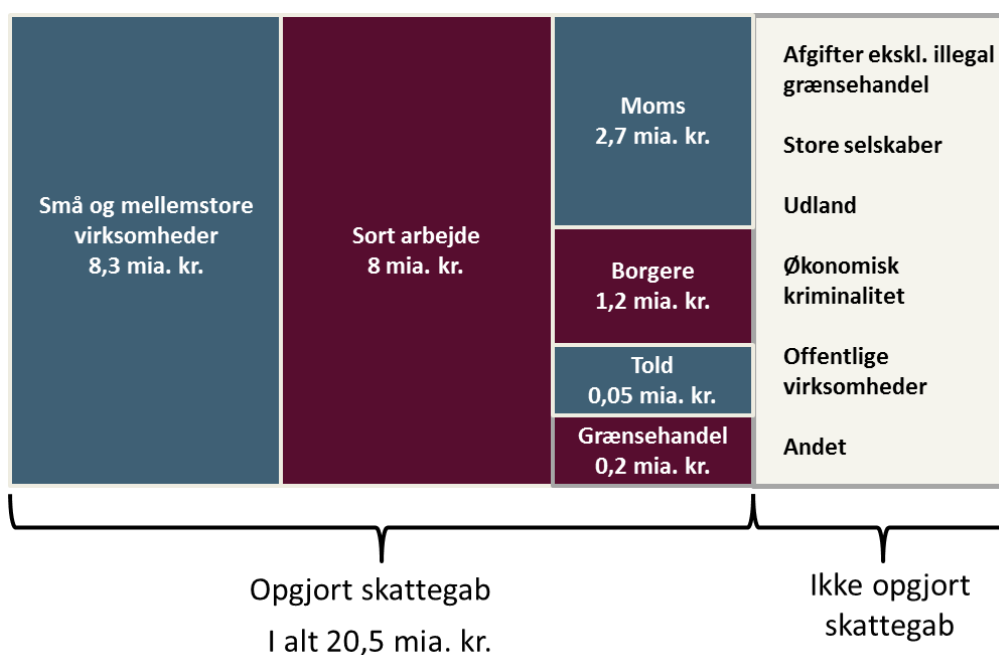 Små og mellemstore
virksomheder
8,3 mia. kr.
Sort arbejde
8 mia. kr.
Moms
2,7 mia. kr.
Borgere
1,2 mia. kr.
Told
0,05 mia. kr.
Grænsehandel
0,2 mia. kr.
Afgifter ekskl. illegal
grænsehandel
Store selskaber
Udland
Økonomisk
kriminalitet
Offentlige
virksomheder
Andet
Opgjort skattegab
I alt 20,5 mia. kr.
Ikke opgjort
skattegab